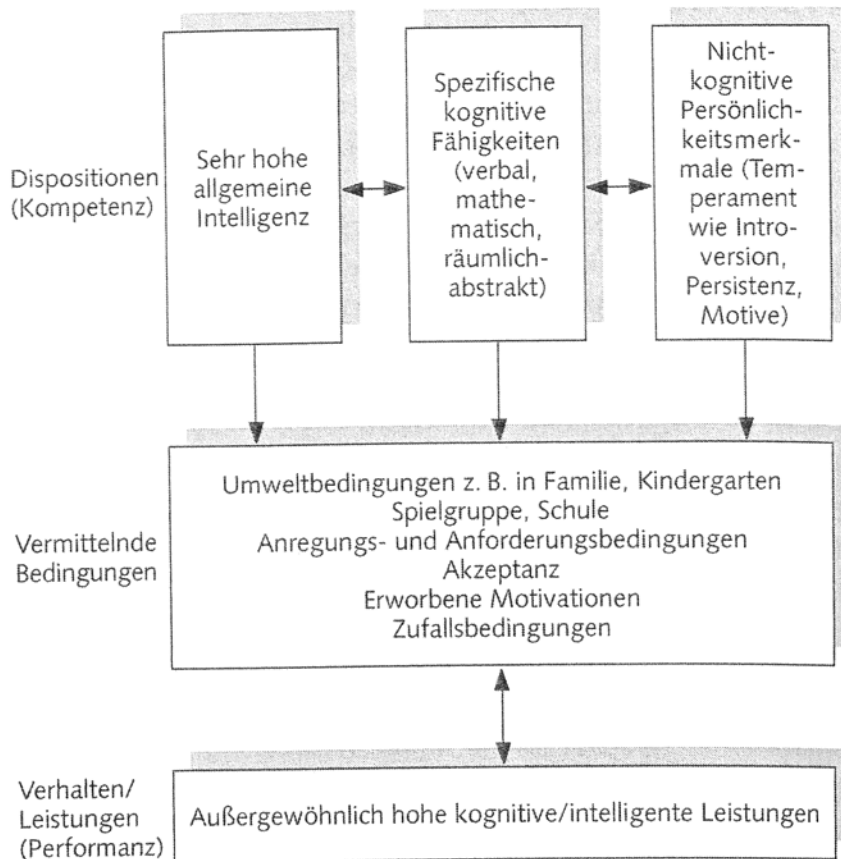 Dispositionen
(Kompetenz)
Sehr hohe
allgemeine
Intelligenz
Spezifische
kognitive
Fähigkeiten
(verbal,
mathe-
matisch,
räumlich-
abstrakt)
Nicht-
kognitive
Persönlich-
keitsmerk-
male (Tem-
perament
wie Intro-
version,
Persistenz,
Motive)
Vermittelnde
Bedingungen
Umweltbedingungen z. B. in Familie, Kindergarten
Spielgruppe, Schule
Anregungs- und Anforderungsbedingungen
Akzeptanz
Erworbene Motivationen
Zufallsbedingungen
Verhalten/
Leistungen
(Performanz)
Außergewöhnlich hohe kognitive/intelligente Leistungen